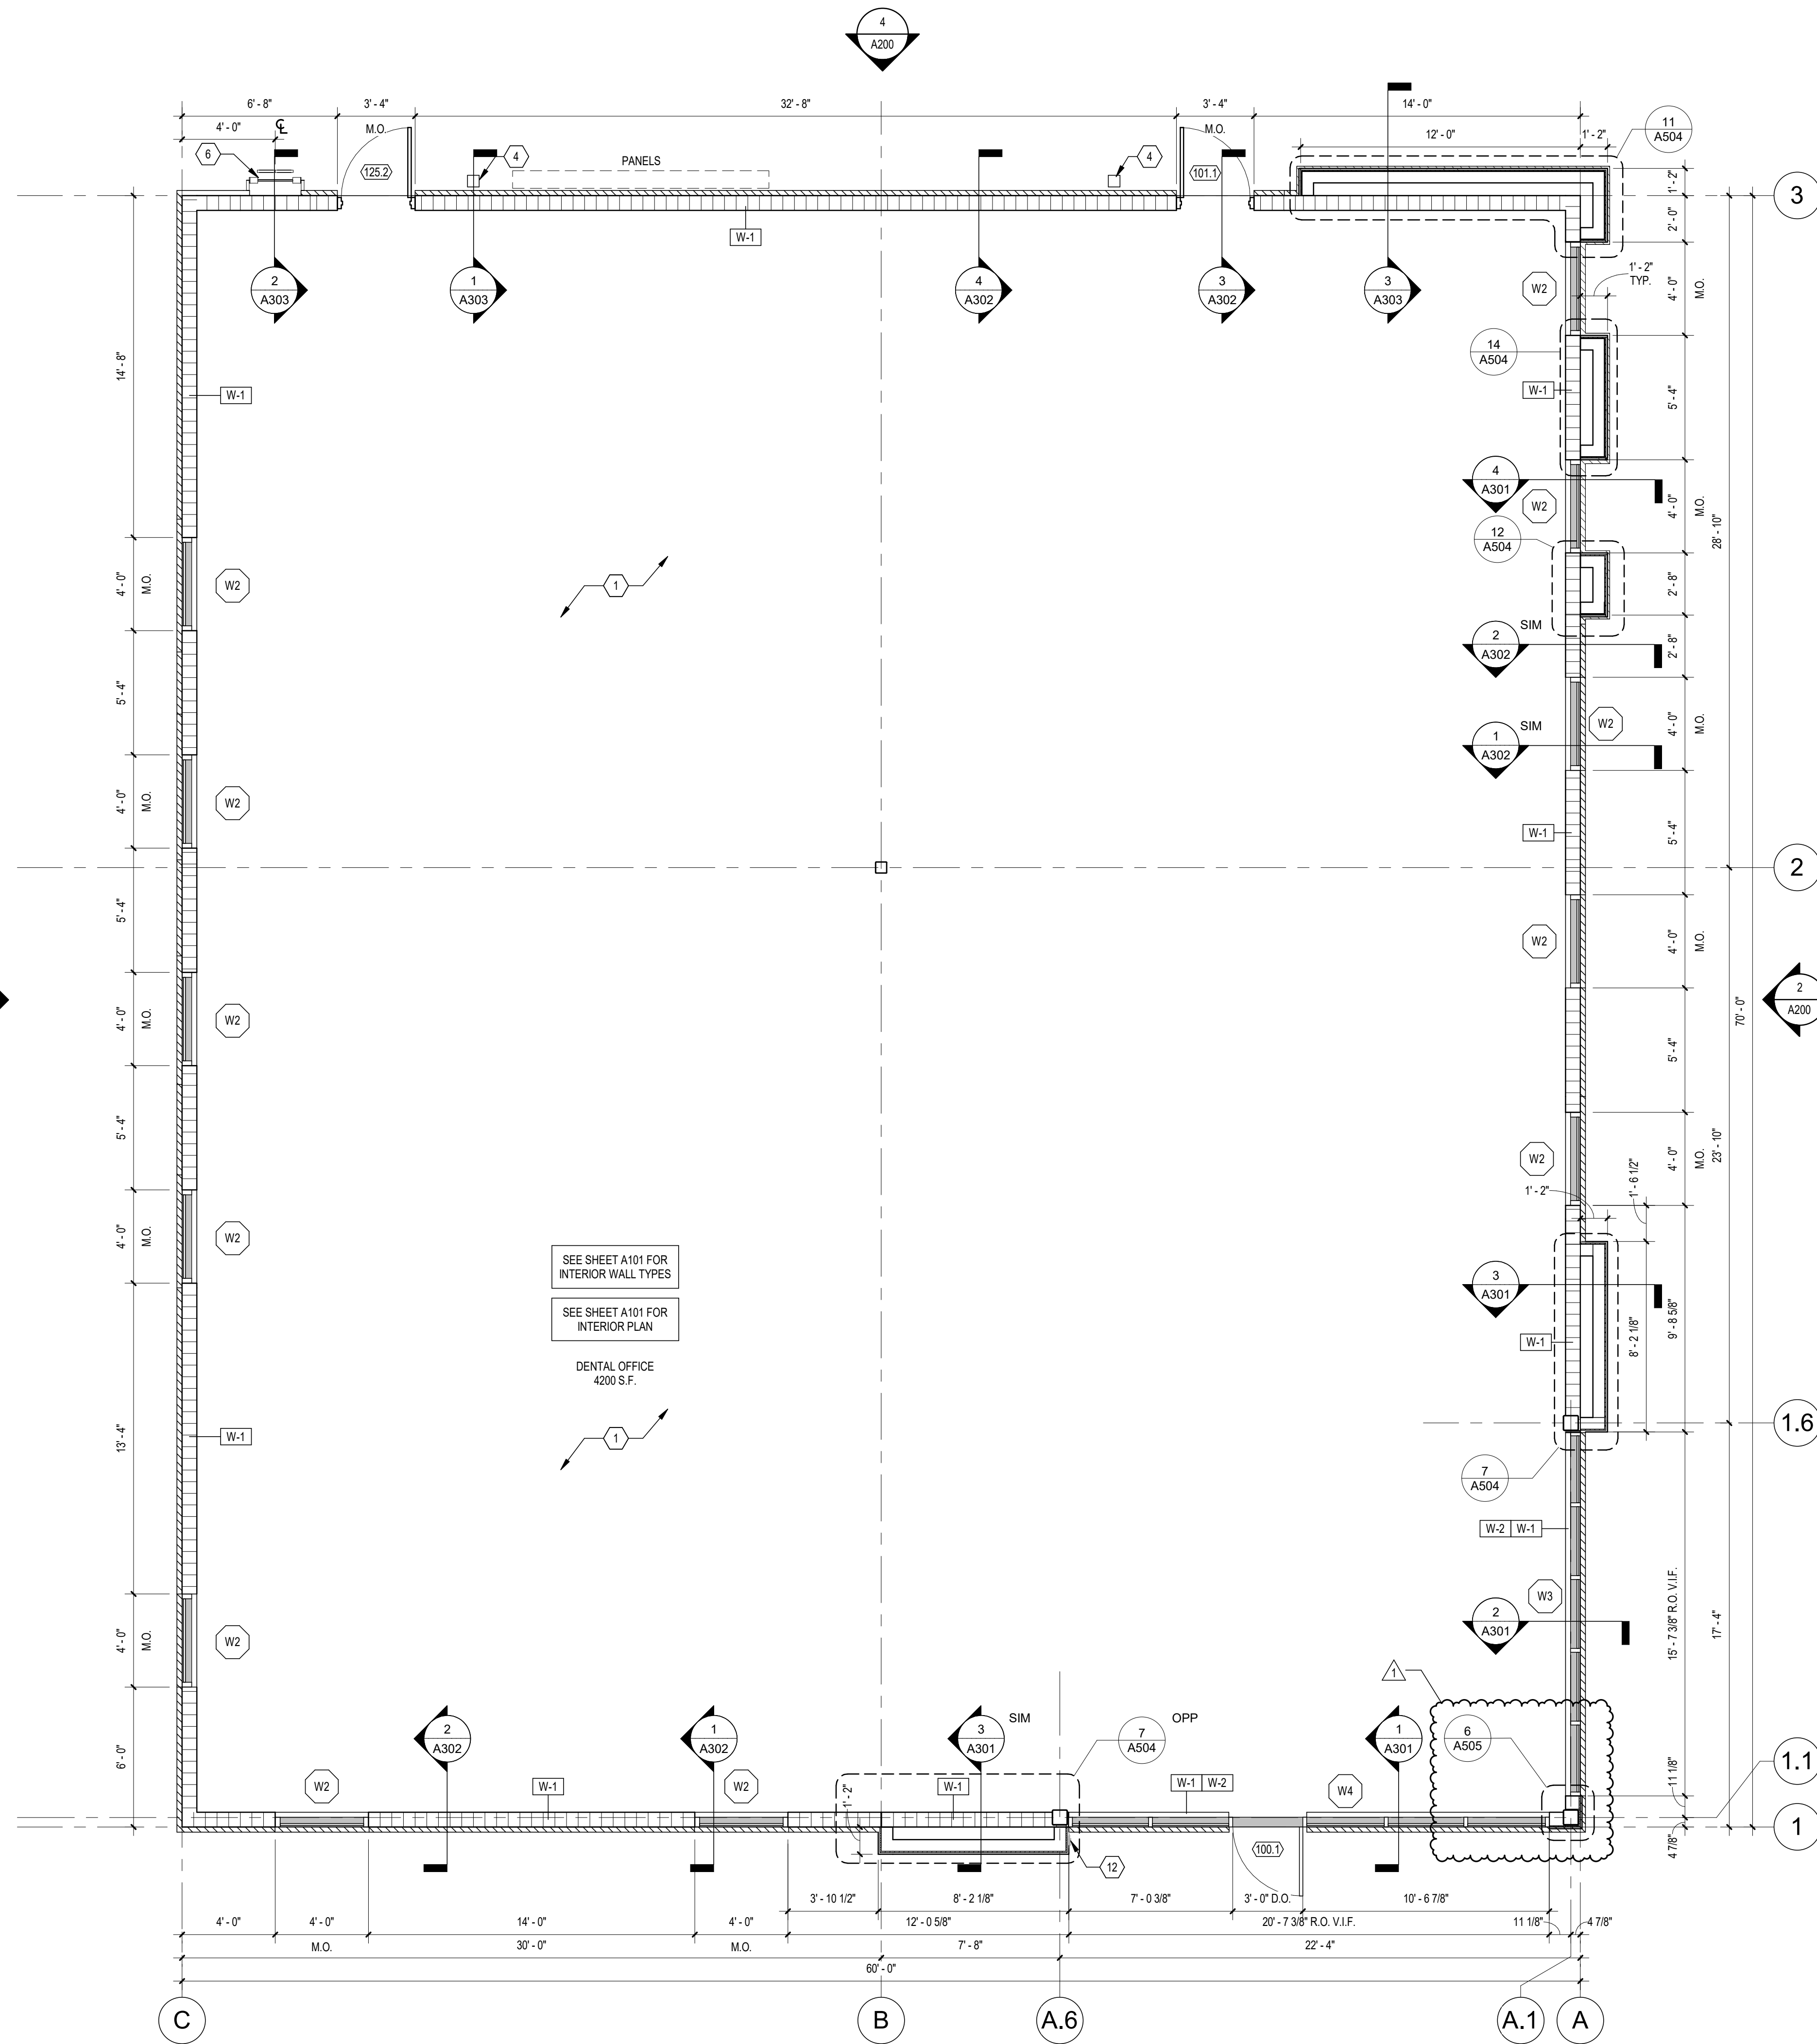 4
A200
6' - 8"
3' - 4"
32' - 8"
3' - 4"
14' - 0"
4' - 0"
M.O.
M.O.
12' - 0"
1' - 2"
11
A504
6
125.2
4
PANELS
4
101.1
1' - 2"
3
W-1
2' - 0"
2
A303
1
A303
4
A302
3
A302
3
A303
W2
1' - 2"
TYP.
4' - 0"
M.O.
14
A504
14' - 8"
W-1
W-1
5' - 4"
4
A301
W2
4' - 0"
M.O.
28' - 10"
12
A504
4' - 0"
M.O.
W2
1
2' - 8"
2
A302
SIM
2' - 8"
5' - 4"
1
A302
SIM
W2
4' - 0"
M.O.
4' - 0"
M.O.
W2
W-1
5' - 4"
2
5' - 4"
W2
4' - 0"
M.O.
4' - 0"
M.O.
W2
70' - 0"
2
A200
5' - 4"
5' - 4"
W2
4' - 0"
M.O.
23' - 10"
1' - 2"
1' - 6 1/2"
4' - 0"
M.O.
W2
SEE SHEET A101 FOR
INTERIOR WALL TYPES
3
A301
SEE SHEET A101 FOR
INTERIOR PLAN
W-1
8' - 2 1/8"
9' - 8 5/8"
DENTAL OFFICE
4200 S.F.
13' - 4"
W-1
1
1.6
7
A504
W-2
W-1
W3
15' - 7 3/8" R.O. V.I.F.
17' - 4"
4' - 0"
M.O.
W2
2
A301
1
6' - 0"
2
A302
1
A302
3
A301
SIM
7
A504
OPP
1
A301
6
A505
1.1
11 1/8"
W2
W-1
W2
1' - 2"
W-1
W-1
W-2
W4
1
4 7/8"
100.1
12
3' - 10 1/2"
8' - 2 1/8"
7' - 0 3/8"
3' - 0" D.O.
10' - 6 7/8"
4' - 0"
4' - 0"
14' - 0"
4' - 0"
12' - 0 5/8"
20' - 7 3/8" R.O. V.I.F.
11 1/8"
4 7/8"
M.O.
30' - 0"
M.O.
7' - 8"
22' - 4"
60' - 0"
C
B
A.6
A.1
A